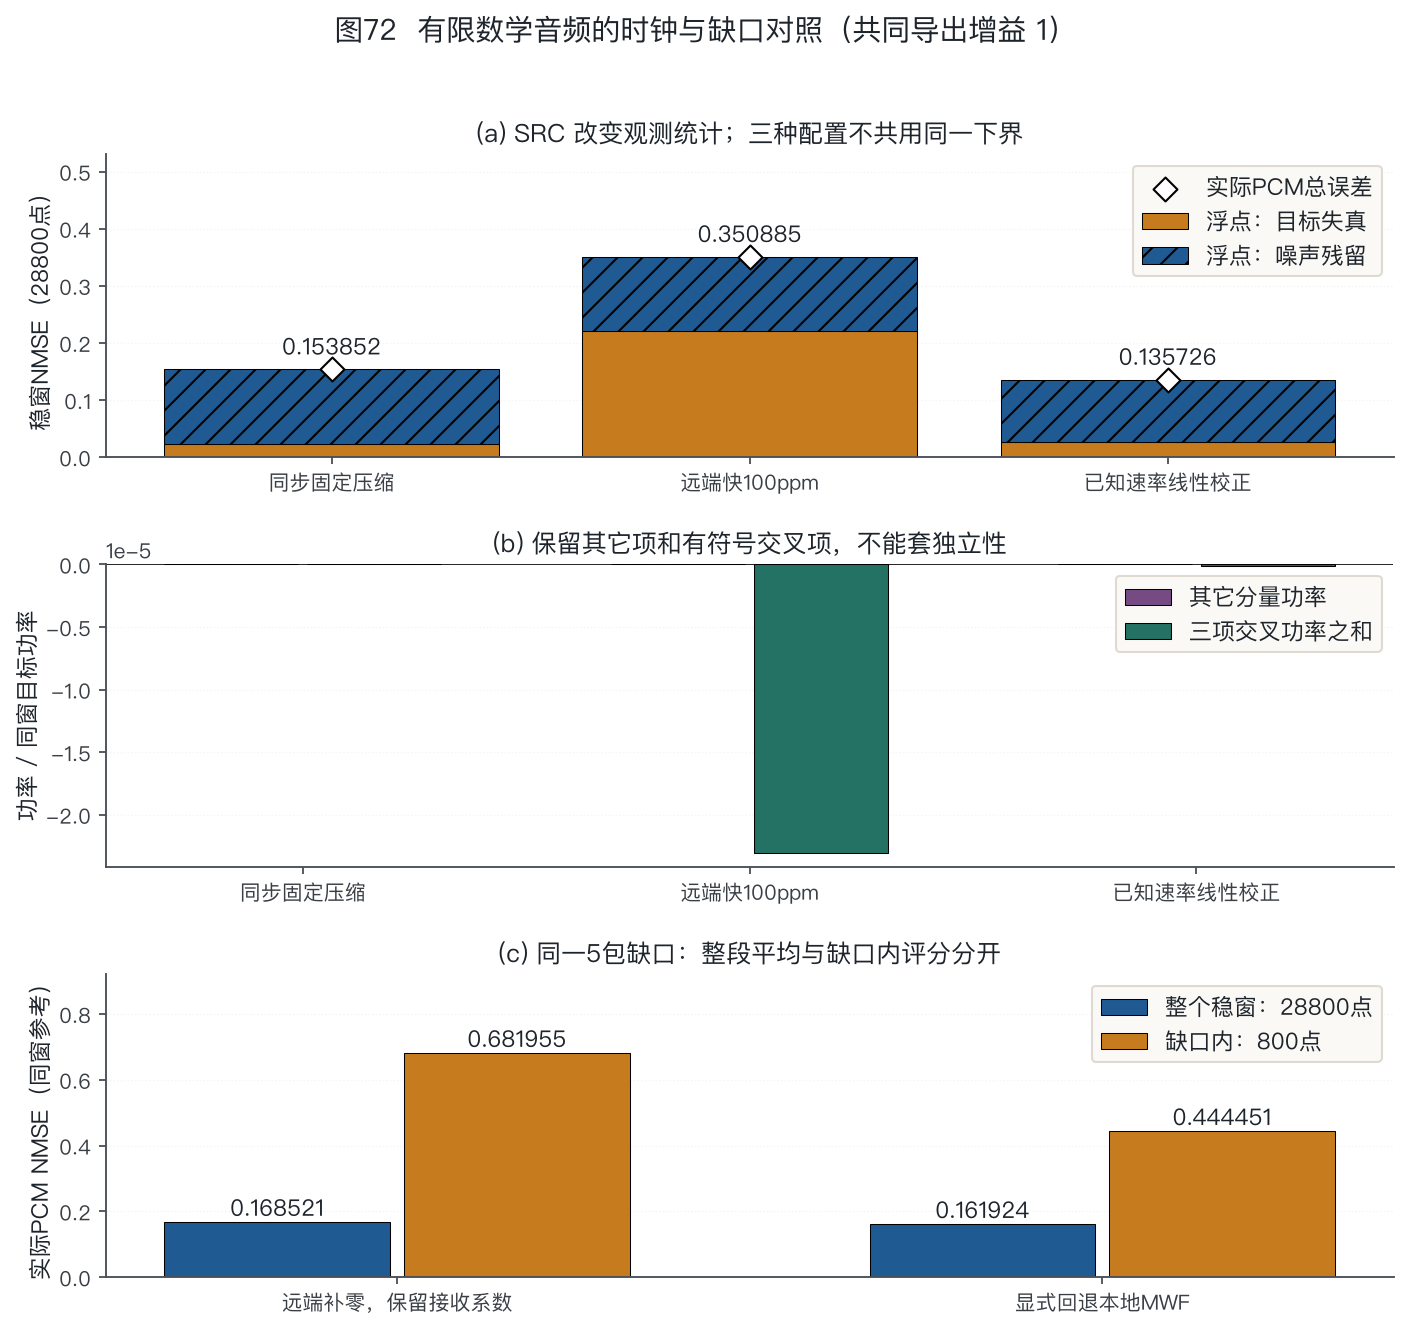 图72 有限数学音频的时钟与缺口对照（共同导出增益 1）
(a) SRC 改变观测统计；三种配置不共用同一下界
稳窗NMSE（28800点）
0.5
0.4
0.3
0.2
0.1
0.0
0.153852
0.350885
0.135726
实际PCM总误差
浮点：目标失真
浮点：噪声残留
同步固定压缩
远端快100ppm
已知速率线性校正
(b) 保留其它项和有符号交叉项，不能套独立性
1e−5
功率 / 同窗目标功率
0.0
−0.5
−1.0
−1.5
−2.0
其它分量功率
三项交叉功率之和
同步固定压缩
远端快100ppm
已知速率线性校正
(c) 同一5包缺口：整段平均与缺口内评分分开
实际PCM NMSE（同窗参考）
0.8
0.6
0.4
0.2
0.0
0.168521
0.681955
0.161924
0.444451
整个稳窗：28800点
缺口内：800点
远端补零，保留接收系数
显式回退本地MWF